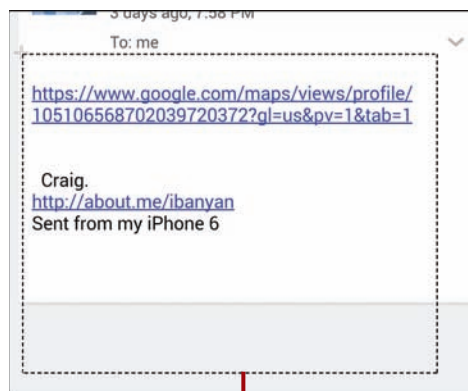 3 days ago, 7:58 PM
To: me
https://www.google.com/maps/views/profile/
105106568702039720372?gl=us&pv=1&tab=1
Craig.
http://about.me/ibanyan
Sent from my iPhone 6